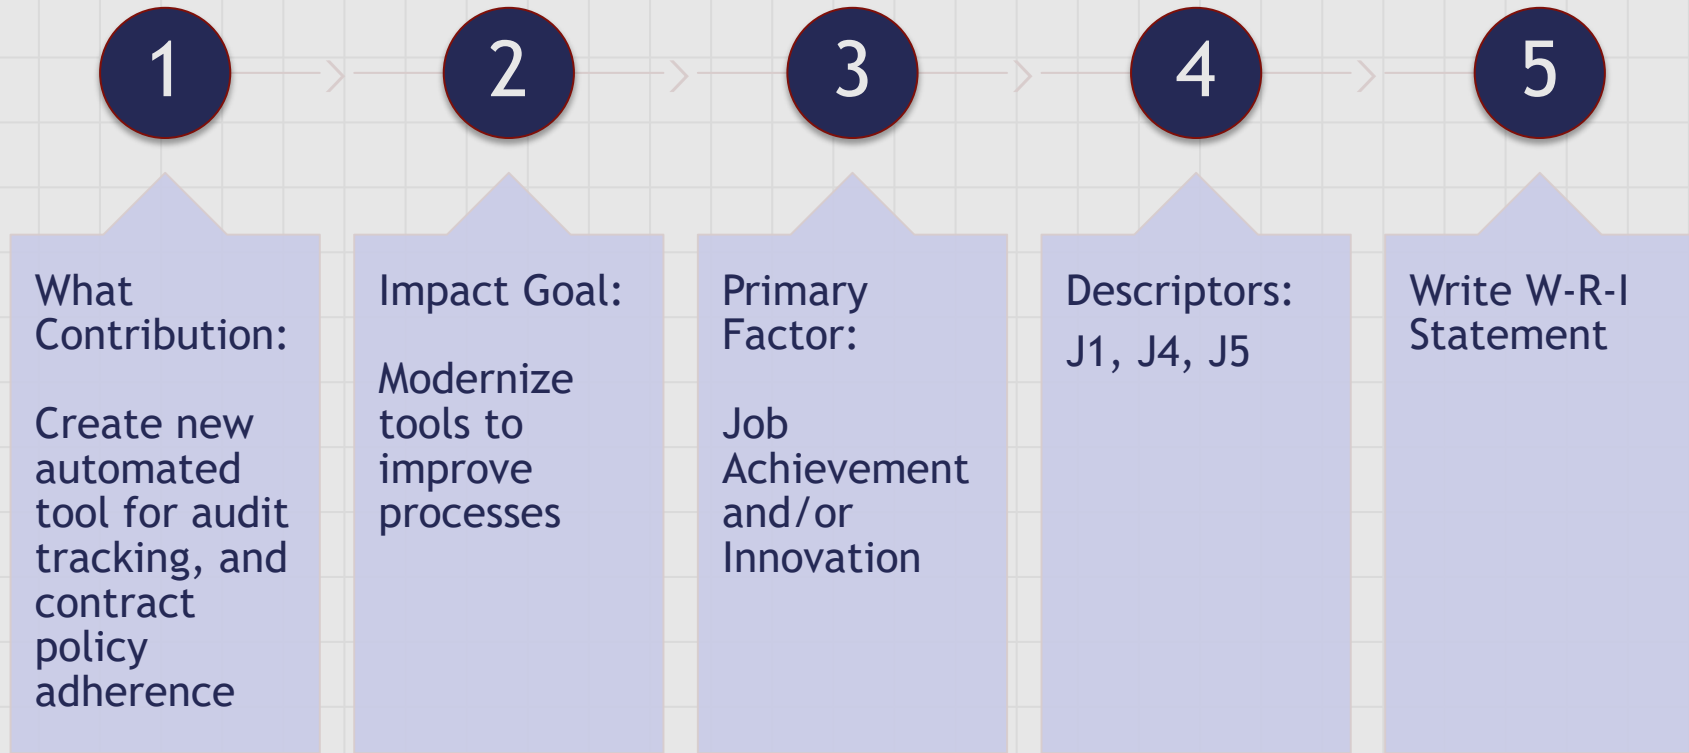 1
2
3
4
5
What
Contribution:
Create new
automated
tool for audit
tracking, and
contract
policy
adherence
Impact Goal:
Modernize
tools to
improve
processes
Primary
Factor:
Job
Achievement
and/or
Innovation
Descriptors:
J1, J4, J5
Write W-R-I
Statement